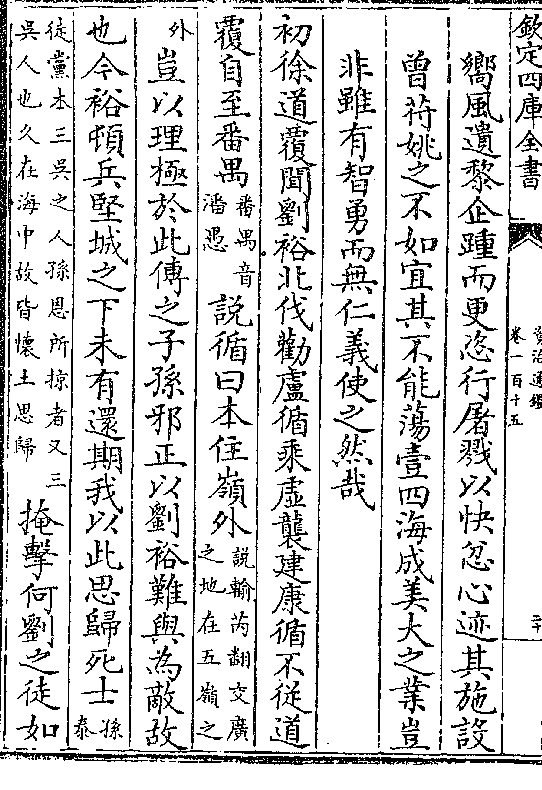 欽定四庫全書
資治通鑑
卷一百十五
二十
嚮風遺黎企踵而更恣行屠戮以快忿心迹其施設
曾苻姚之不如宜其不能蕩壹四海成美大之業豈
非雖有智勇而無仁義使之然哉
初徐道覆聞劉裕北伐勸盧循乘虛襲建康循不從道
覆自至番禺番禺音潘愚說循曰本住嶺外說輸芮翻交廣之地在五嶺之
外豈以理極於此傳之子孫邪正以劉裕難與為敵故
也今裕頓兵堅城之下未有還期我以此思歸死士孫泰
徒黨本三吳之人孫恩所掠者又三吳人也久在海中故皆懷土思歸掩擊何劉之徒如